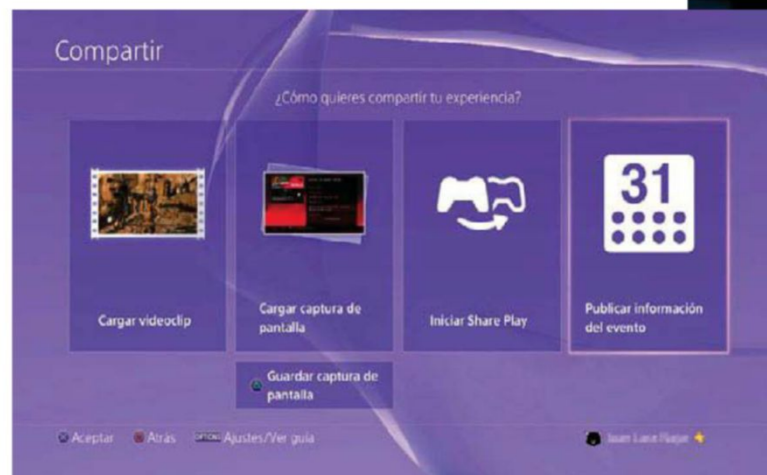 Compartir
¿Cómo quieres compartir tu experiencia?
31
Cargar videoclip
Cargar captura de
pantalla
Iniciar Share Play
Publicar información
del evento
Guardar captura de
pantalla
Aceptar Atrás OPTIONS Ajustes/Ver guía